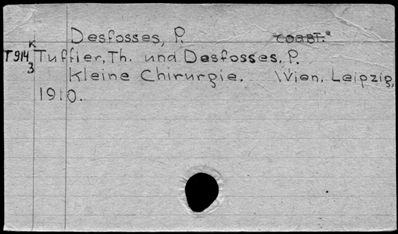 Desfosses, P.
K
T914 Tuffier, Th. und Desfosses, P.
3
Kleine Chirurgie. Wien, Leipzig,
1910.